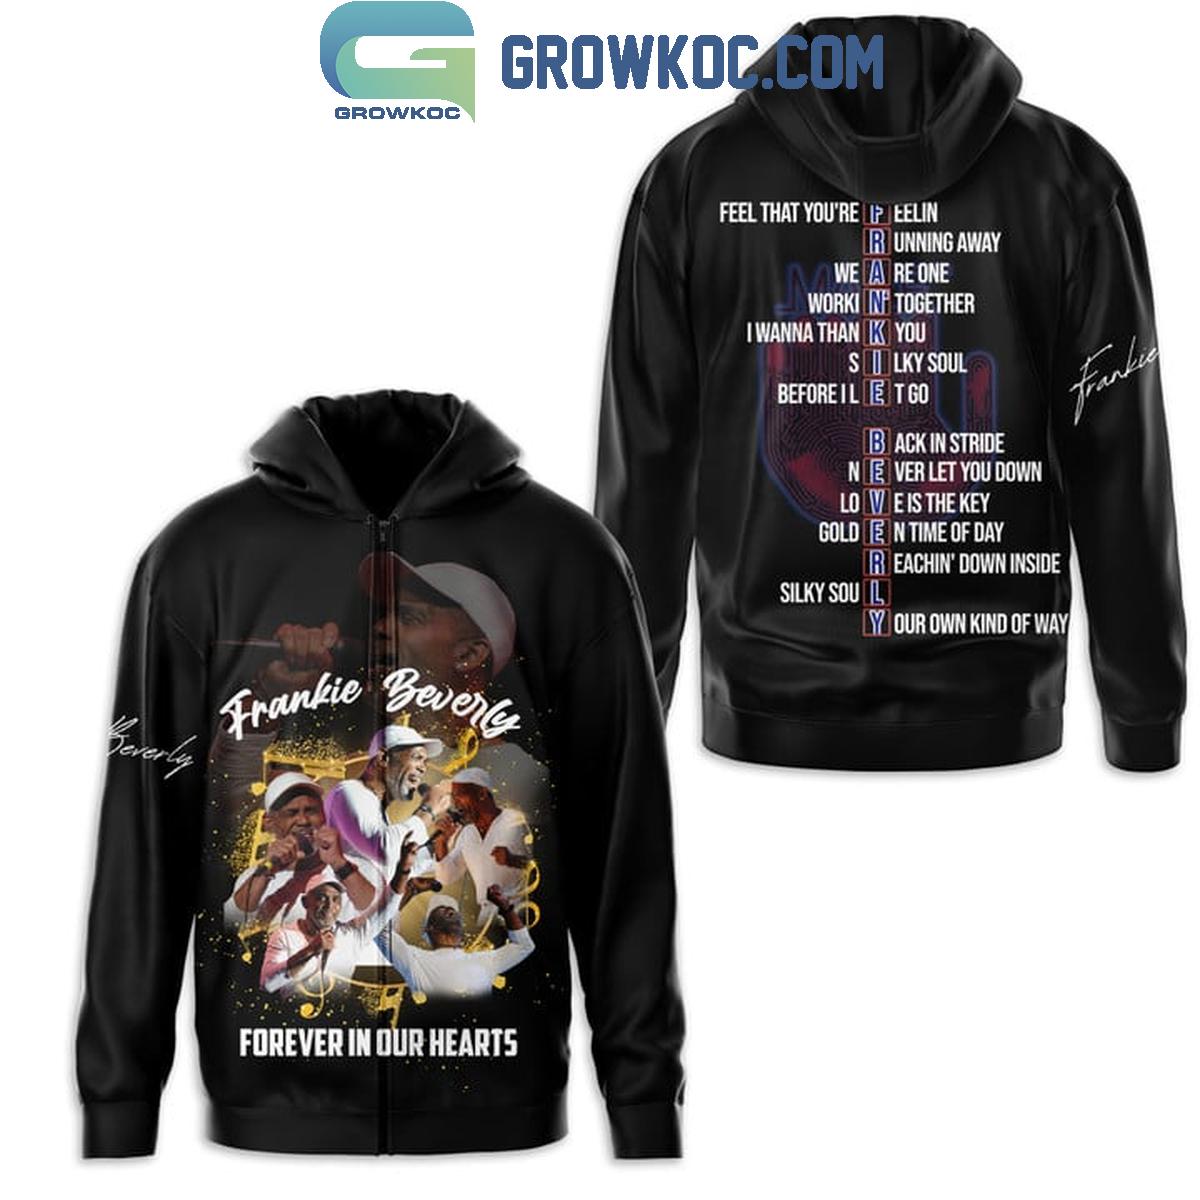 GROWKOC
GROWKOC.COM
FEEL THAT YOU'RE FEELIN
RUNNING AWAY
WE ARE ONE
WORKIN' TOGETHER
I WANNA THANK YOU
SILKY SOUL
BEFORE I LET GO
BACK IN STRIDE
NEVER LET YOU DOWN
LOVE IS THE KEY
GOLDEN TIME OF DAY
REACHIN' DOWN INSIDE
SILKY SOUL
YOUR OWN KIND OF WAY
Frankie
Frankie Beverly
Beverly
FOREVER IN OUR HEARTS